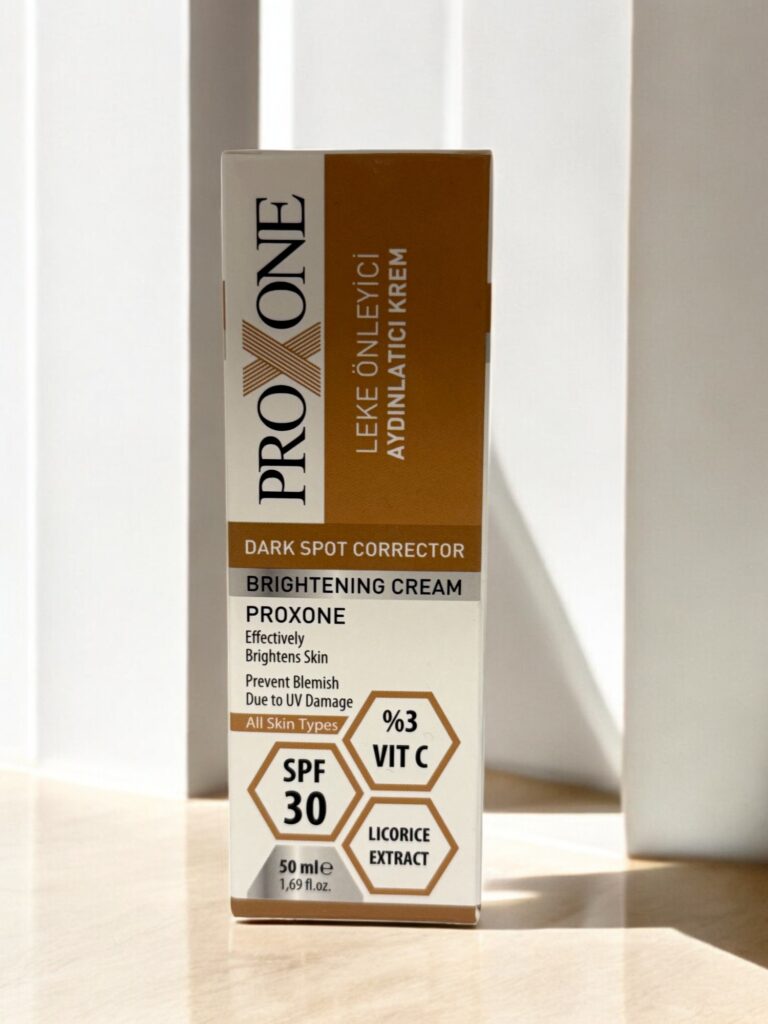 PROXONE
LEKE ÖNLEYİCİ
AYDINLATICI KREM
DARK SPOT CORRECTOR
BRIGHTENING CREAM
PROXONE
Effectively
Brightens Skin
Prevent Blemish
Due to UV Damage
All Skin Types
%3
VIT C
SPF
30
LICORICE
EXTRACT
50 ml e
1,69 fl.oz.